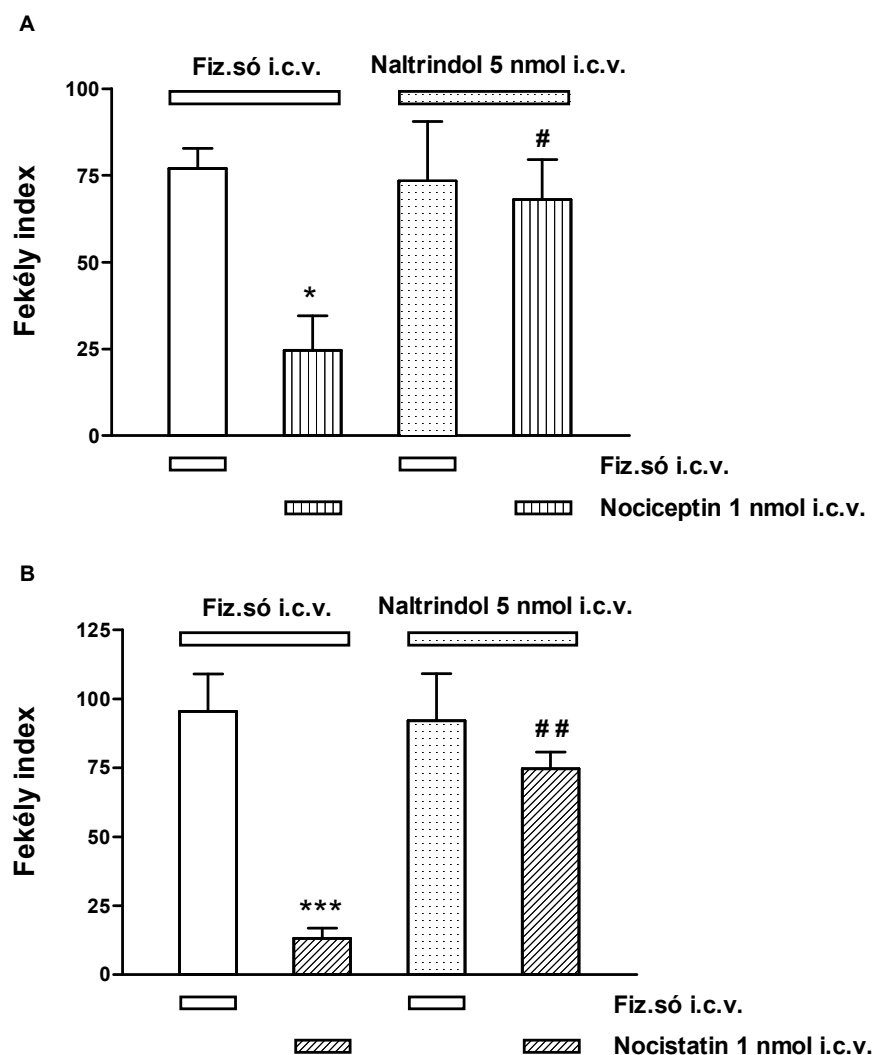 A
Fiz.só i.c.v. Naltrindol 5 nmol i.c.v.
100
75
50
25
0
Fekély index
*
#
Fiz.só i.c.v.
Nociceptin 1 nmol i.c.v.
B
Fiz.só i.c.v. Naltrindol 5 nmol i.c.v.
125
100
75
50
25
0
Fekély index
***
# #
Fiz.só i.c.v.
Nocistatin 1 nmol i.c.v.